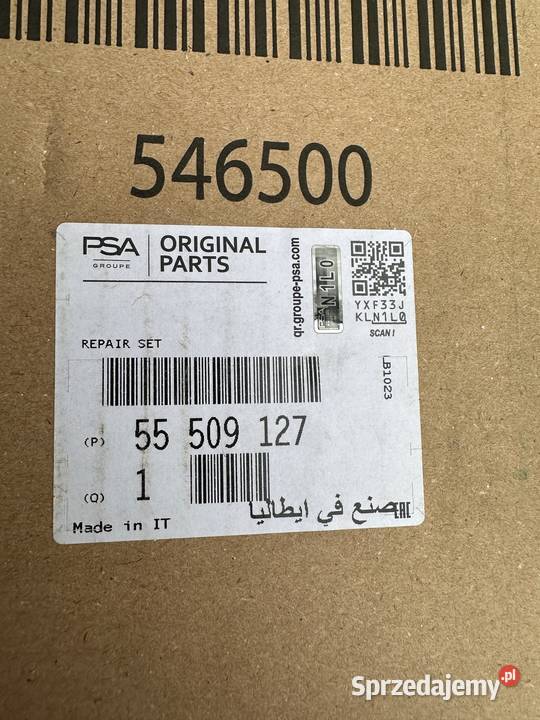 546500
PSA
GROUPE
ORIGINAL
PARTS
qr.groupe-psa.com
N1L0
YXF33J
KLN1L0
SCAN!
REPAIR SET
LB1023
(P) 55 509 127
(Q) 1
صنع في ايطاليا
EAC
Made in IT
Sprzedajemy.pl